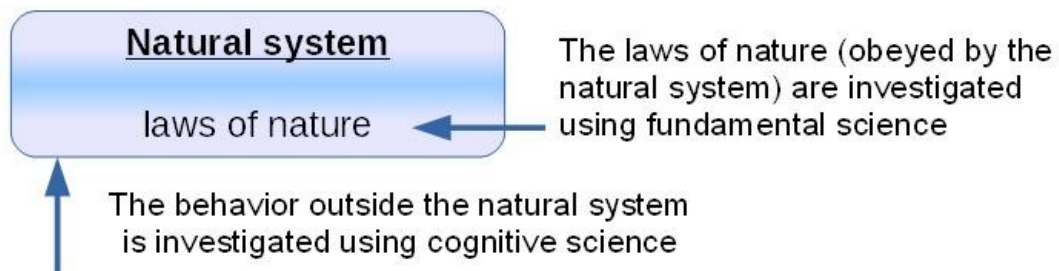 Natural system
laws of nature
The laws of nature (obeyed by the
natural system) are investigated
using fundamental science
The behavior outside the natural system
is investigated using cognitive science